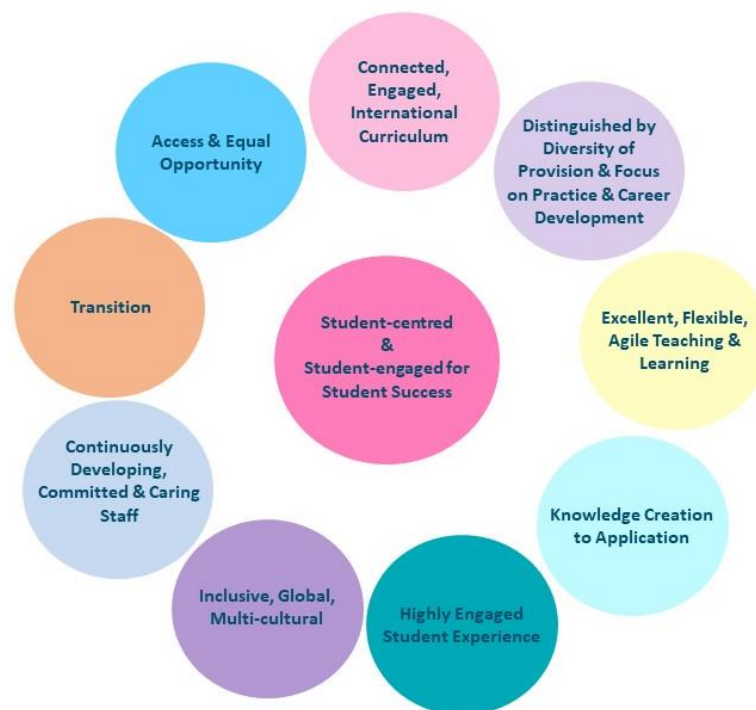 Connected,
Engaged,
International
Curriculum
Distinguished by
Diversity of
Provision & Focus
on Practice & Career
Development
Excellent, Flexible,
Agile Teaching &
Learning
Knowledge Creation
to Application
Highly Engaged
Student Experience
Inclusive, Global,
Multi-cultural
Continuously
Developing,
Committed & Caring
Staff
Transition
Access & Equal
Opportunity
Student-centred
&
Student-engaged for
Student Success